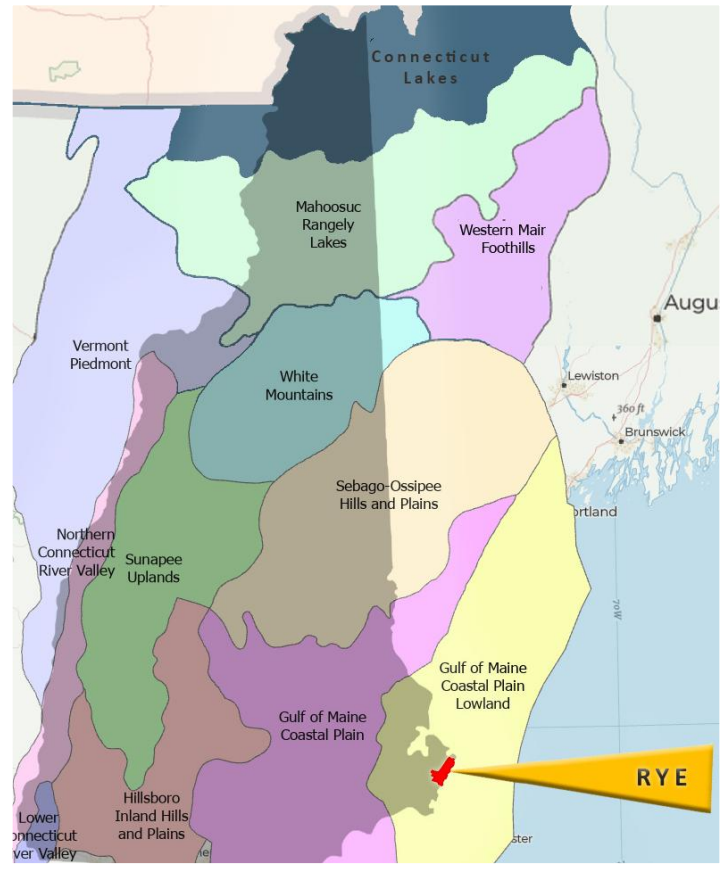 Connecticut
Lakes
Mahoosuc
Rangely
Lakes
Western Mair
Foothills
Augu
Vermont
Piedmont
White
Mountains
Lewiston
360 ft
Brunswick
Sebago-Ossipee
Hills and Plains
ortland
Northern
Connecticut
River Valley
Sunapee
Uplands
70W
Gulf of Maine
Coastal Plain
Lowland
Gulf of Maine
Coastal Plain
RYE
Hillsboro
Inland Hills
and Plains
Lower
onnecticut
ver Valley
ster